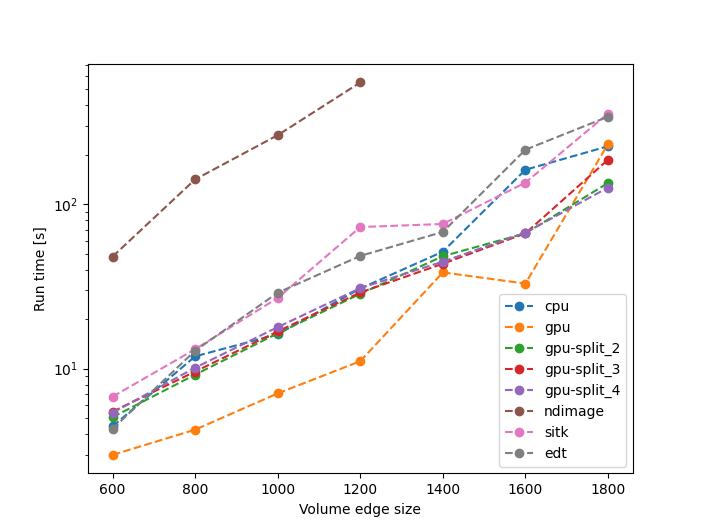 Run time [s]
10²
10¹
600 800 1000 1200 1400 1600 1800
Volume edge size
cpu
gpu
gpu-split_2
gpu-split_3
gpu-split_4
ndimage
sitk
edt